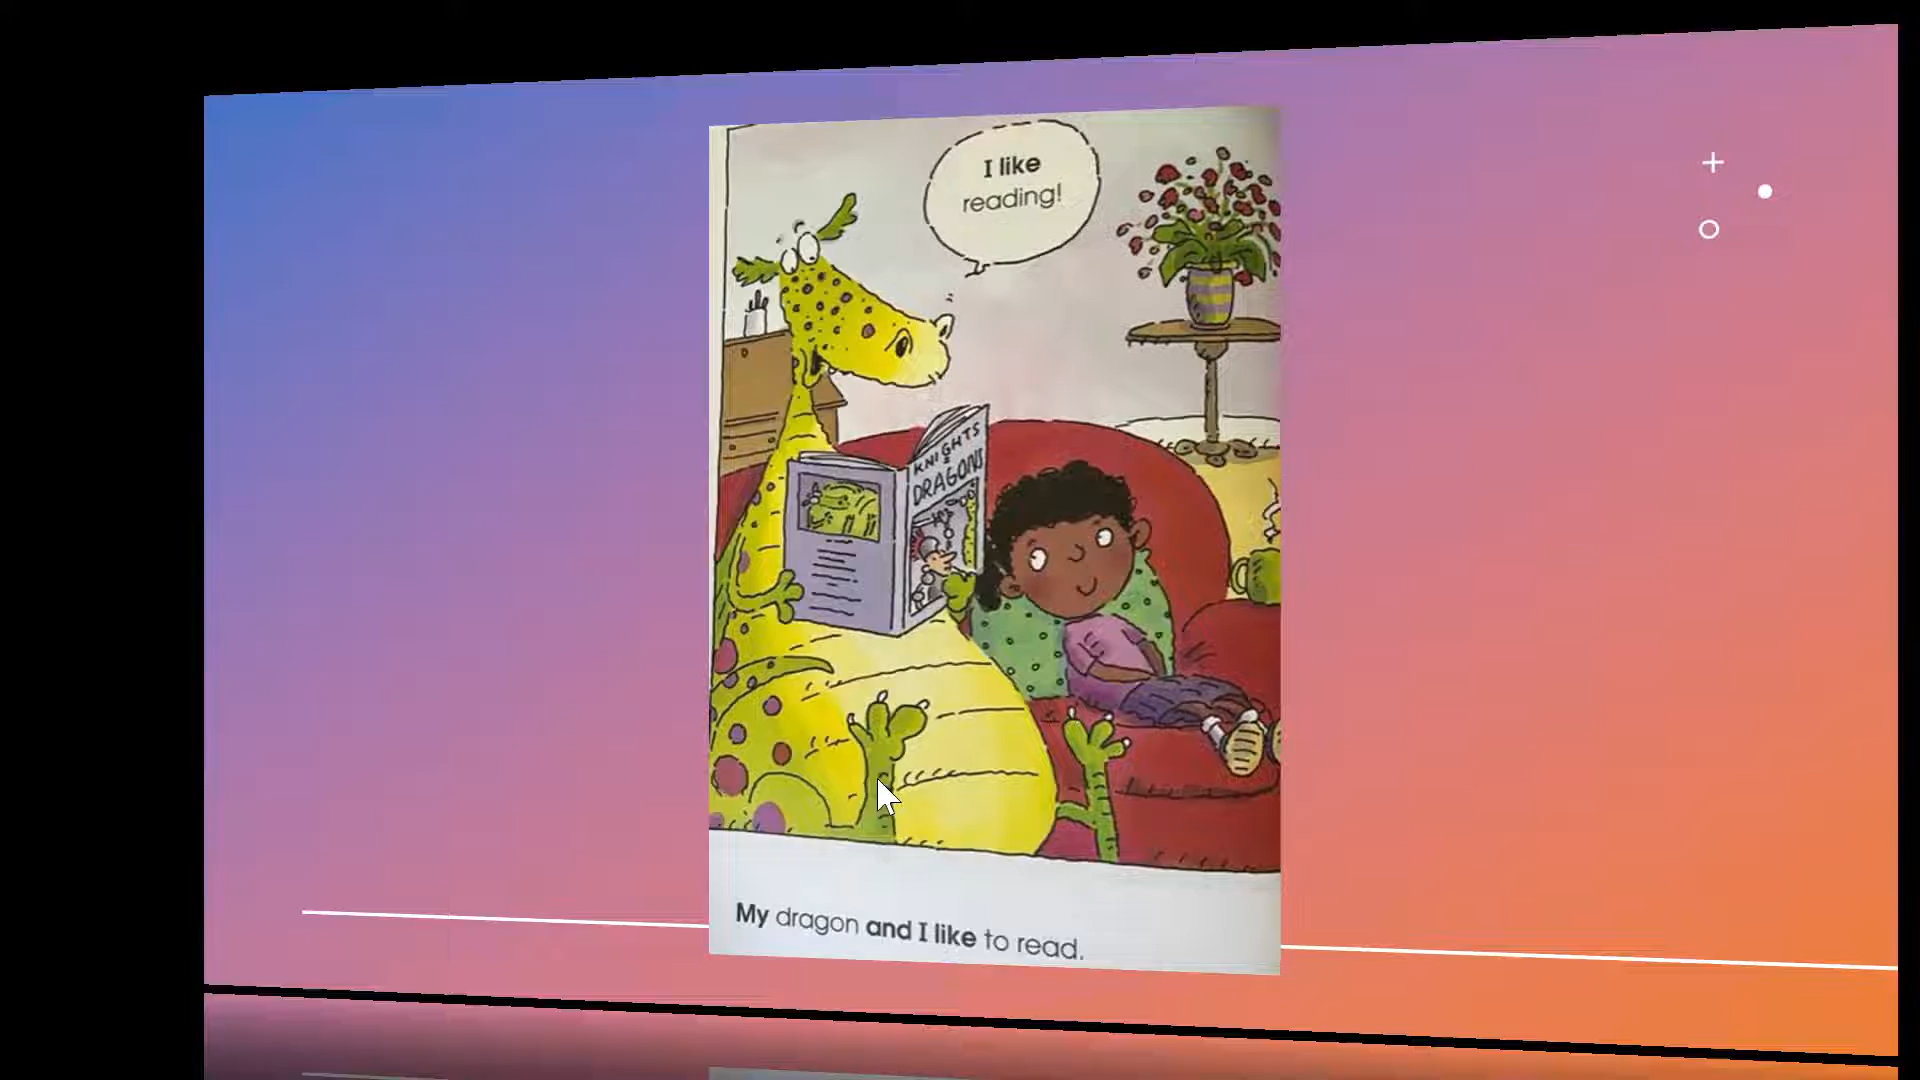 I like
reading!
KNIGHTS
&
DRAGONS
My dragon and I like to read.